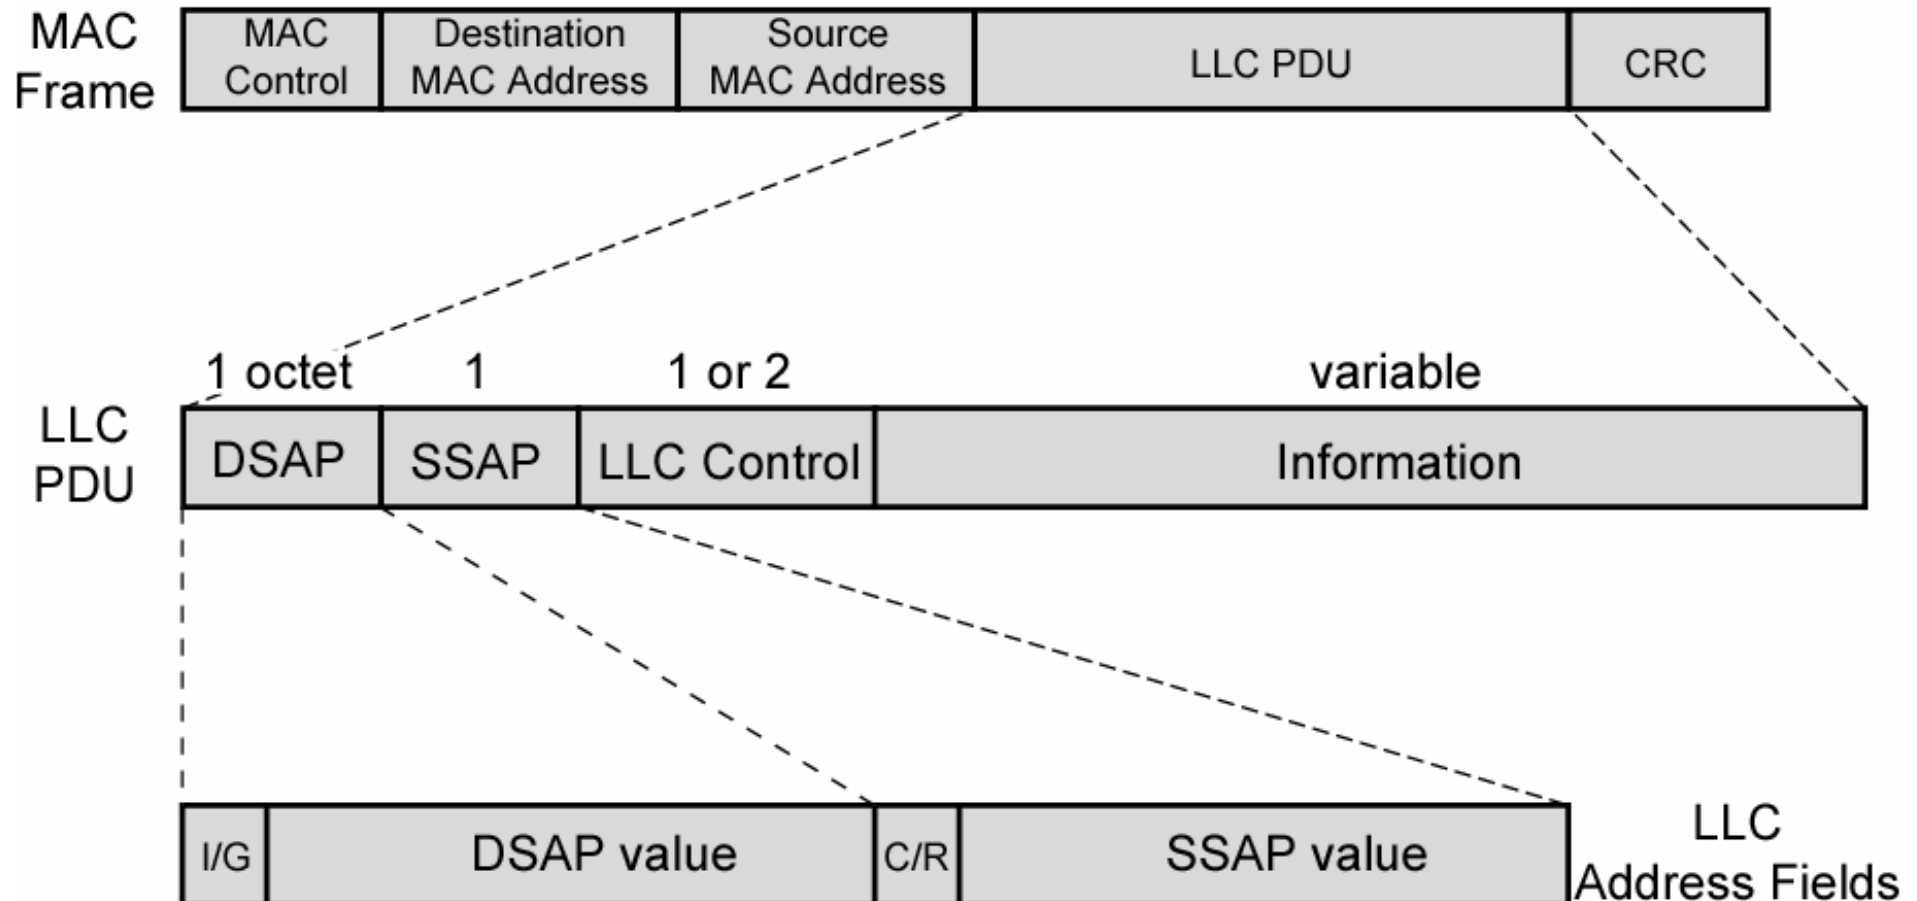 MAC
Frame
MAC
Control
Destination
MAC Address
Source
MAC Address
LLC PDU
CRC
1 octet
1
1 or 2
variable
LLC
PDU
DSAP
SSAP
LLC Control
Information
I/G
DSAP value
C/R
SSAP value
LLC
Address Fields